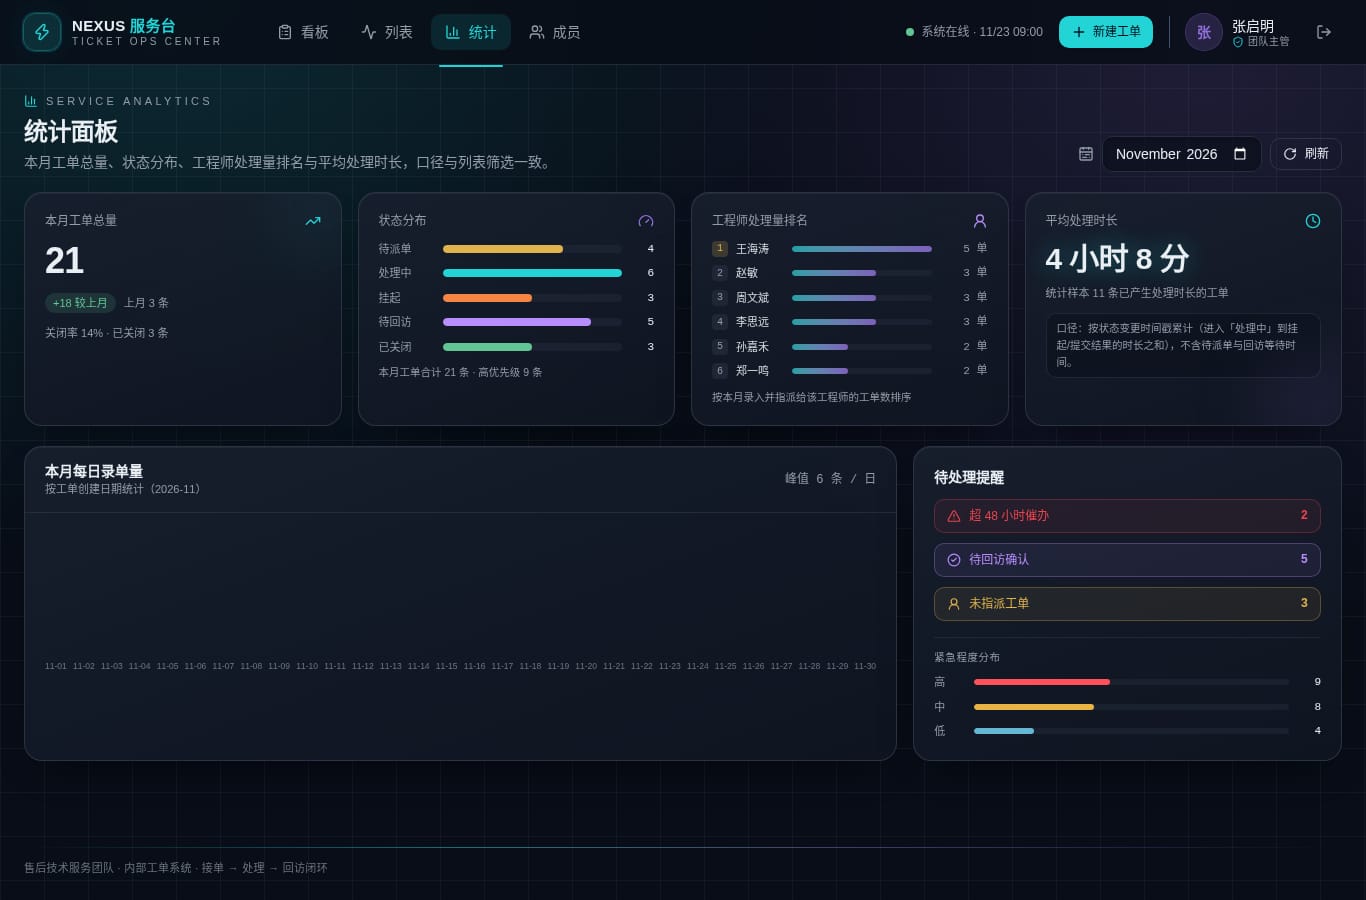 NEXUS 服务台
TICKET OPS CENTER
看板
列表
统计
成员
系统在线 · 11/23 09:00
新建工单
张
张启明
团队主管
SERVICE ANALYTICS
统计面板
本月工单总量、状态分布、工程师处理量排名与平均处理时长，口径与列表筛选一致。
November 2026
刷新
本月工单总量
21
+18 较上月 上月 3 条
关闭率 14% · 已关闭 3 条
状态分布
待派单 4
处理中 6
挂起 3
待回访 5
已关闭 3
本月工单合计 21 条 · 高优先级 9 条
工程师处理量排名
1 王海涛 5 单
2 赵敏 3 单
3 周文斌 3 单
4 李思远 3 单
5 孙嘉禾 2 单
6 郑一鸣 2 单
按本月录入并指派给该工程师的工单数排序
平均处理时长
4 小时 8 分
统计样本 11 条已产生处理时长的工单
口径：按状态变更时间戳累计（进入「处理中」到挂
起/提交结果的时长之和），不含待派单与回访等待时
间。
本月每日录单量
按工单创建日期统计（2026-11）
峰值 6 条 / 日
11-01 11-02 11-03 11-04 11-05 11-06 11-07 11-08 11-09 11-10 11-11 11-12 11-13 11-14 11-15 11-16 11-17 11-18 11-19 11-20 11-21 11-22 11-23 11-24 11-25 11-26 11-27 11-28 11-29 11-30
待处理提醒
超 48 小时催办 2
待回访确认 5
未指派工单 3
紧急程度分布
高 9
中 8
低 4
售后技术服务团队 · 内部工单系统 · 接单 → 处理 → 回访闭环